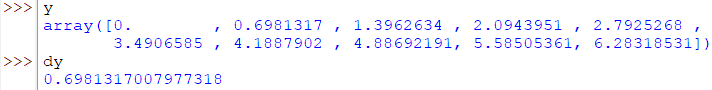 >>> y
array([0.        , 0.6981317 , 1.3962634 , 2.0943951 , 2.7925268 ,
       3.4906585 , 4.1887902 , 4.88692191, 5.58505361, 6.28318531])
>>> dy
0.6981317007977318